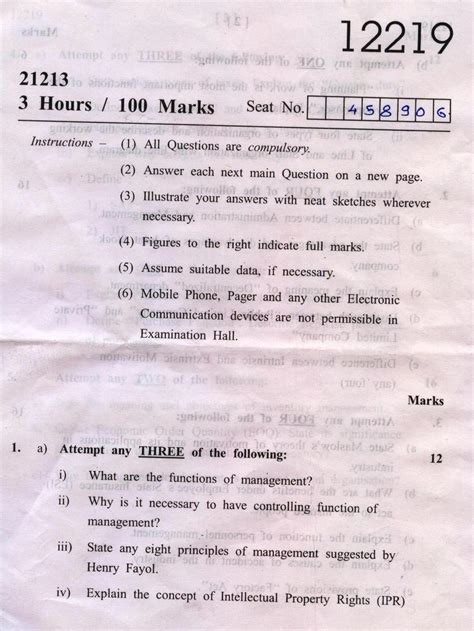 12219
21213
3 Hours / 100 Marks Seat No. 4 5 8 9 0 6
Instructions – (1) All Questions are compulsory.
(2) Answer each next main Question on a new page.
(3) Illustrate your answers with neat sketches wherever
necessary.
(4) Figures to the right indicate full marks.
(5) Assume suitable data, if necessary.
(6) Mobile Phone, Pager and any other Electronic
Communication devices are not permissible in
Examination Hall.
Marks
1. a) Attempt any THREE of the following: 12
i) What are the functions of management?
ii) Why is it necessary to have controlling function of
management?
iii) State any eight principles of management suggested by
Henry Fayol.
iv) Explain the concept of Intellectual Property Rights (IPR)